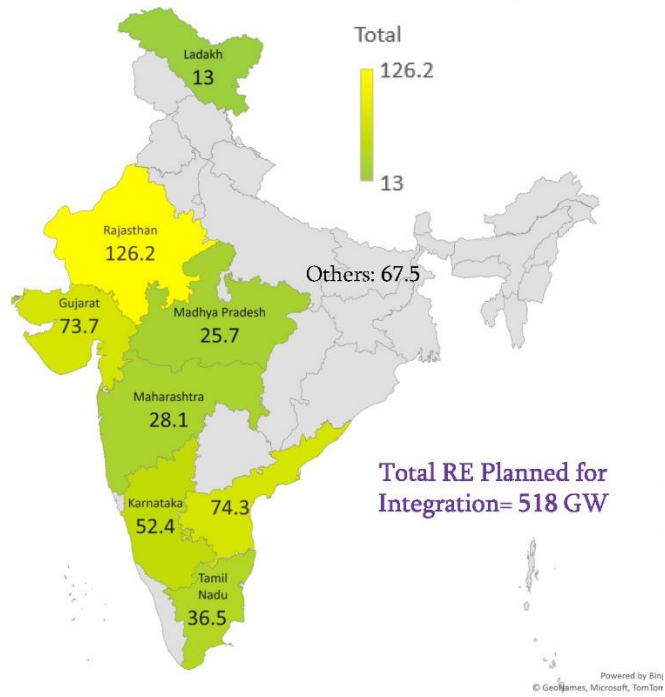 Total
126.2
13
Ladakh
13
Rajasthan
126.2
Others: 67.5
Gujarat
73.7
Madhya Pradesh
25.7
Maharashtra
28.1
Total RE Planned for
Integration= 518 GW
Karnataka
52.4
74.3
Tamil
Nadu
36.5
Powered by Bing
© GeoNames, Microsoft, TomTom